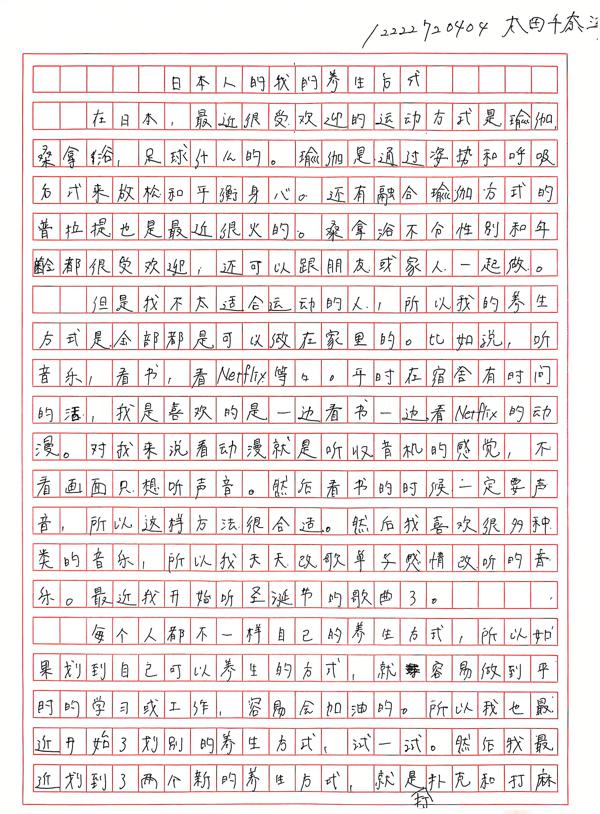 12222720404 太田千奈
日本人的我的养生方式
在日本，最近很受欢迎的运动方式是瑜伽，
桑拿浴，足球什么的。瑜伽是通过姿势和呼吸
方式来放松和平衡身心。还有融合瑜伽方式的
普拉提也是最近很火的。桑拿浴不分性别和年
龄都很受欢迎，还可以跟朋友或家人一起做。
但是我不太适合运动的人，所以我的养生
方式是全部都是可以做在家里的。比如说，听
音乐，看书，看Netflix等々。平时在宿舍有时间
的话，我是喜欢的是一边看书一边看Netflix的动
漫。对我来说看动漫就是听收音机的感觉，不
看画面只想听声音。然后看书的时候一定要声
音，所以这样方法很合适。然后我喜欢很多种
类的音乐，所以我天天改歌单子感情改听的音
乐。最近我开始听圣诞节的歌曲了。
每个人都不一样自己的养生方式，所以如
果划到自己可以养生的方式，就容易做到平
时的学习或工作，容易会加油的。所以我也最
近开始了划别的养生方式，试一试。然后我最
近划到了两个新的养生方式，就是打扑克和打麻